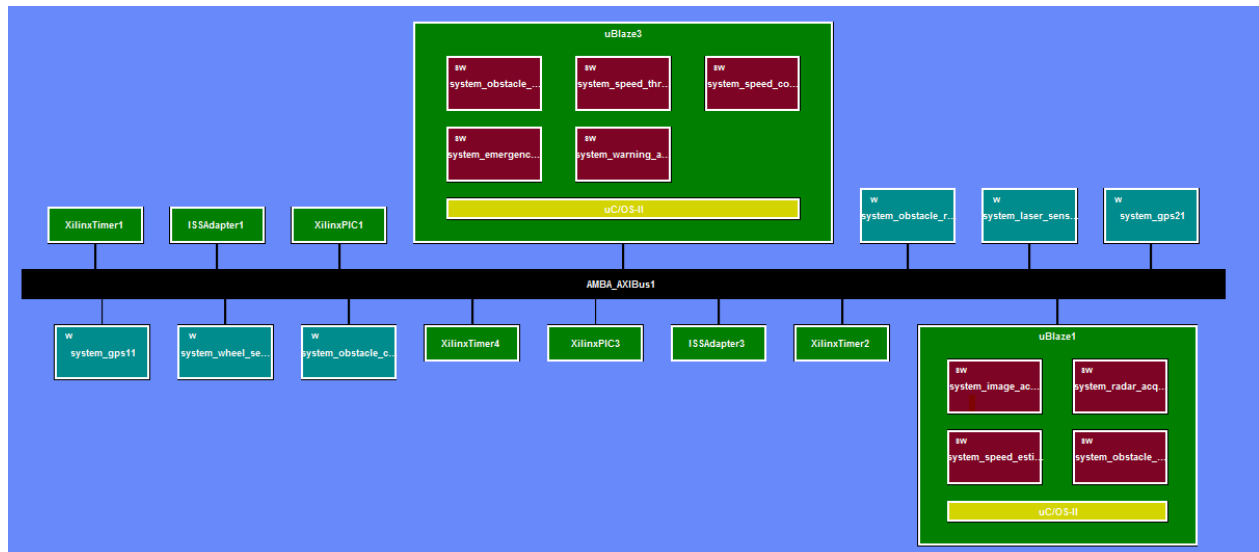 uBlaze3
sw
system_obstacle_...
sw
system_speed_thr...
sw
system_speed_co...
sw
system_emergenc...
sw
system_warning_a...
uC/OS-II
XilinxTimer1
ISSAdapter1
XilinxPIC1
w
system_obstacle_r...
w
system_laser_sens...
w
system_gps21
AMBA_AXIBus1
w
system_gps11
w
system_wheel_se...
w
system_obstacle_c...
XilinxTimer4
XilinxPIC3
ISSAdapter3
XilinxTimer2
uBlaze1
sw
system_image_ac...
sw
system_radar_acq...
sw
system_speed_esti...
sw
system_obstacle_...
uC/OS-II